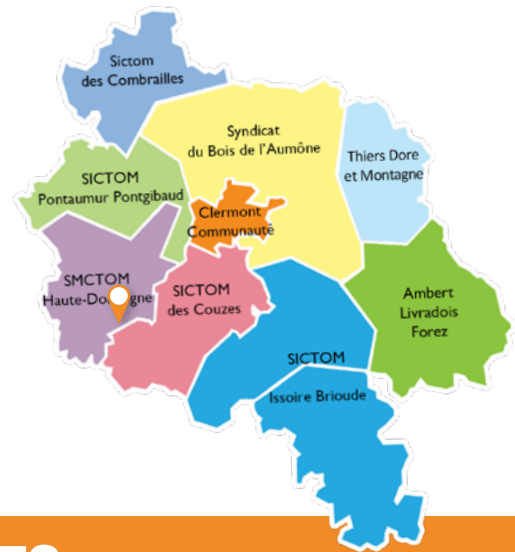 Sictom
des Combrailles
Syndicat
du Bois de l'Aumône
Thiers Dore
et Montagne
SICTOM
Pontaumur Pontgibaud
Clermont
Communauté
SMCTOM
SICTOM
des Couzes
Ambert
Livradois
Forez
SICTOM
Issoire Brioude